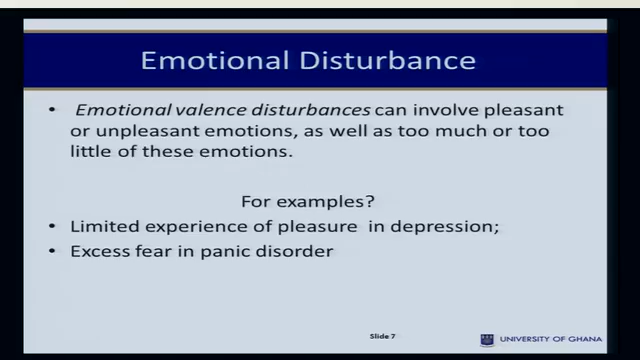 Emotional Disturbance
• Emotional valence disturbances can involve pleasant
or unpleasant emotions, as well as too much or too
little of these emotions.
For examples?
• Limited experience of pleasure in depression;
• Excess fear in panic disorder
Slide 7
UNIVERSITY OF GHANA